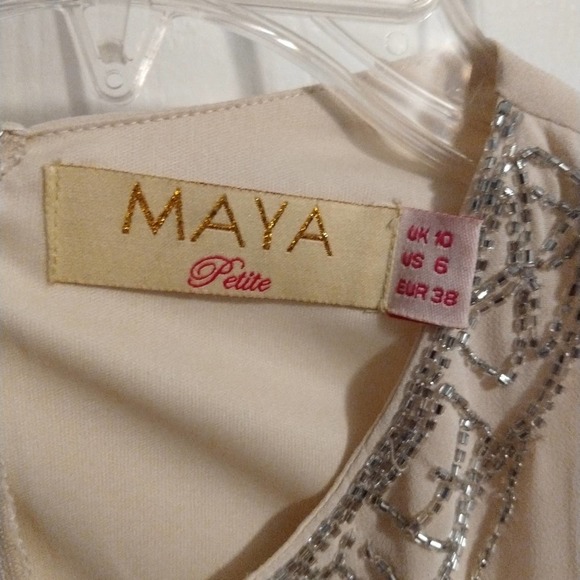 MAYA
Petite
UK 10
US 6
EUR 38